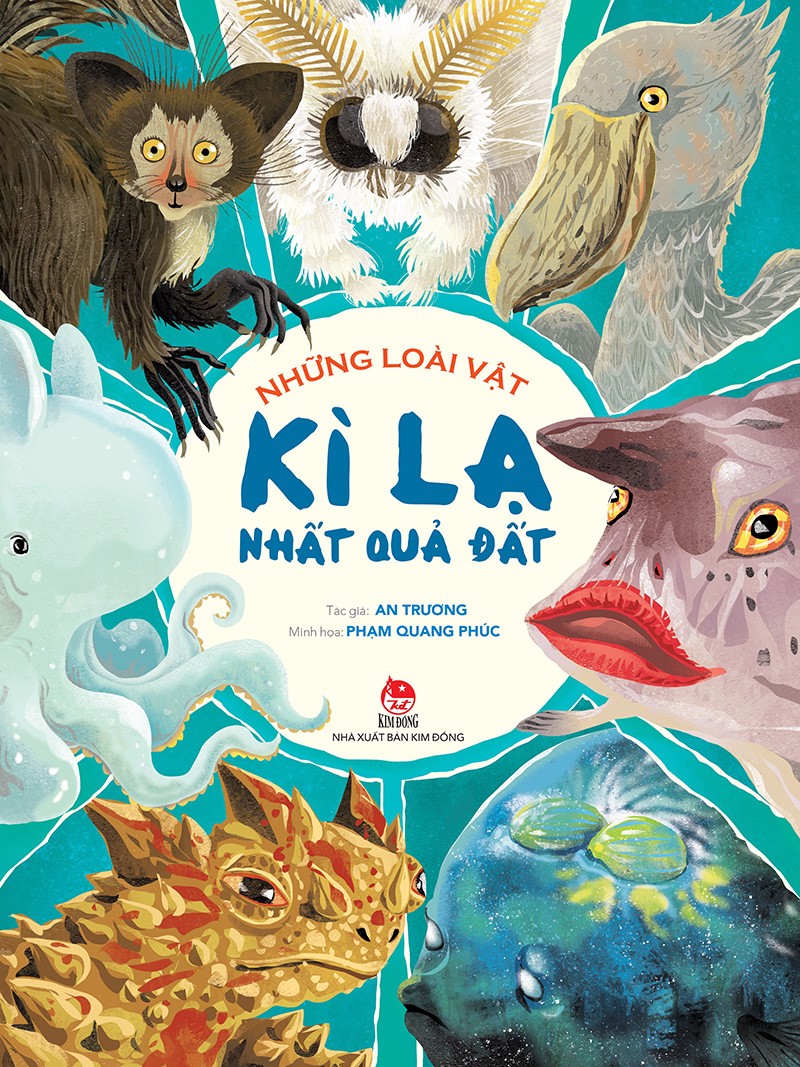 NHỮNG LOÀI VẬT
KÌ LẠ
NHẤT QUẢ ĐẤT
Tác giả: AN TRƯƠNG
Minh họa: PHẠM QUANG PHÚC
KIM ĐỒNG
NHÀ XUẤT BẢN KIM ĐỒNG